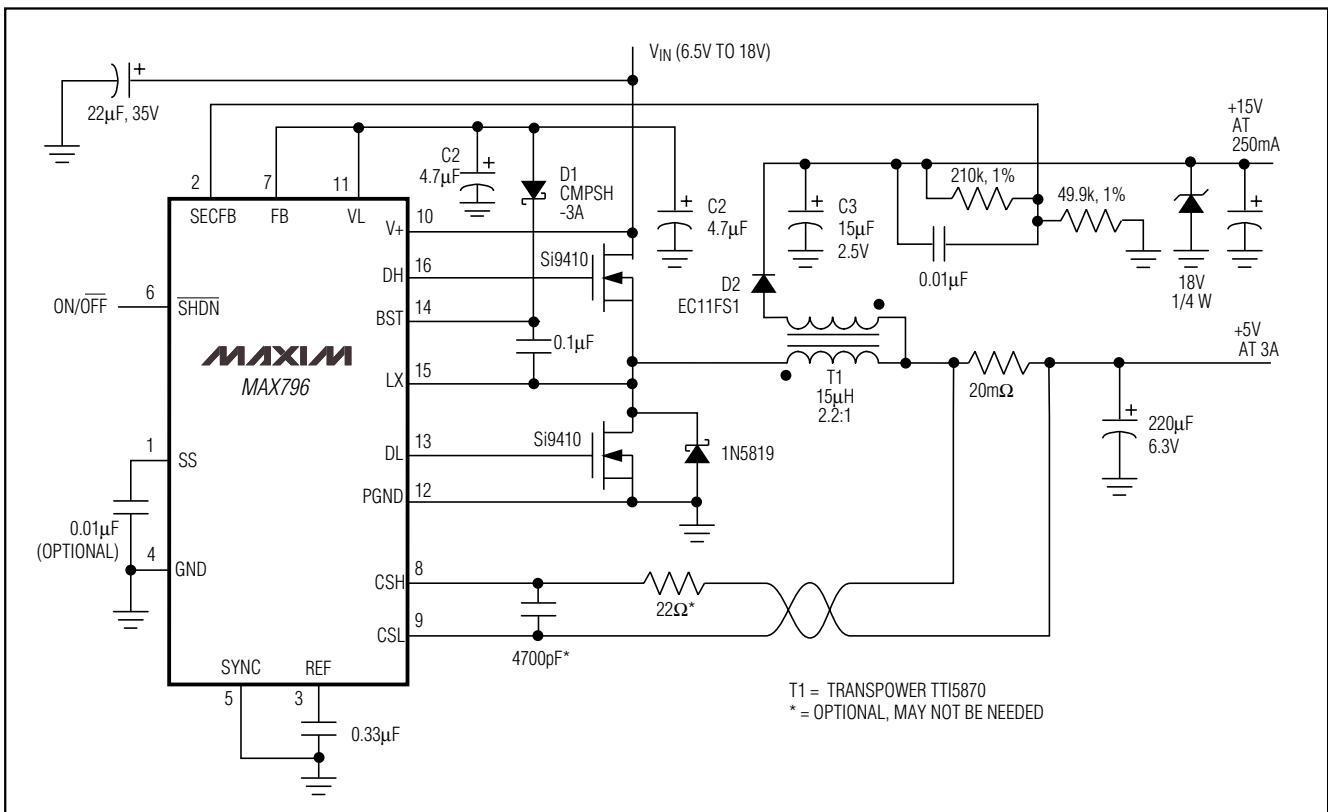 VIN (6.5V TO 18V)
22µF, 35V
+
+15V
AT
250mA
C2
4.7µF
+
D1
CMPSH
-3A
+
C2
4.7µF
+
C3
15µF
2.5V
210k, 1%
49.9k, 1%
0.01µF
18V
1/4 W
+
D2
EC11FS1
2
7
11
SECFB
FB
VL
V+
10
DH
16
Si9410
BST
14
0.1µF
ON/OFF
6
SHDN
MAXIM
MAX796
LX
15
T1
15µH
2.2:1
20mΩ
+5V
AT 3A
+
220µF
6.3V
DL
13
Si9410
1N5819
1
SS
PGND
12
0.01µF
(OPTIONAL)
4
GND
CSH
8
22Ω*
CSL
9
4700pF*
SYNC
REF
5
3
0.33µF
T1 = TRANSPOWER TTI5870
* = OPTIONAL, MAY NOT BE NEEDED